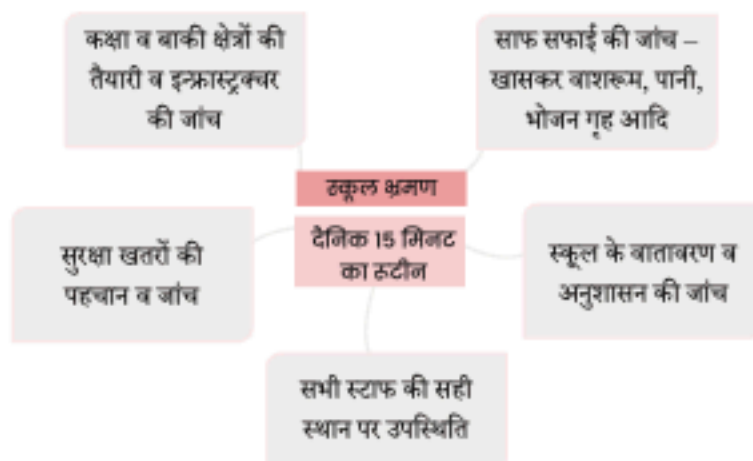 कक्षा व बाकी क्षेत्रों की
तैयारी व इन्फ्रास्ट्रक्चर
की जांच
साफ सफाई की जांच –
खासकर वाशरूम, पानी,
भोजन गृह आदि
स्कूल भ्रमण
दैनिक 15 मिनट
का रूटीन
सुरक्षा खतरों की
पहचान व जांच
स्कूल के वातावरण व
अनुशासन की जांच
सभी स्टाफ की सही
स्थान पर उपस्थिति